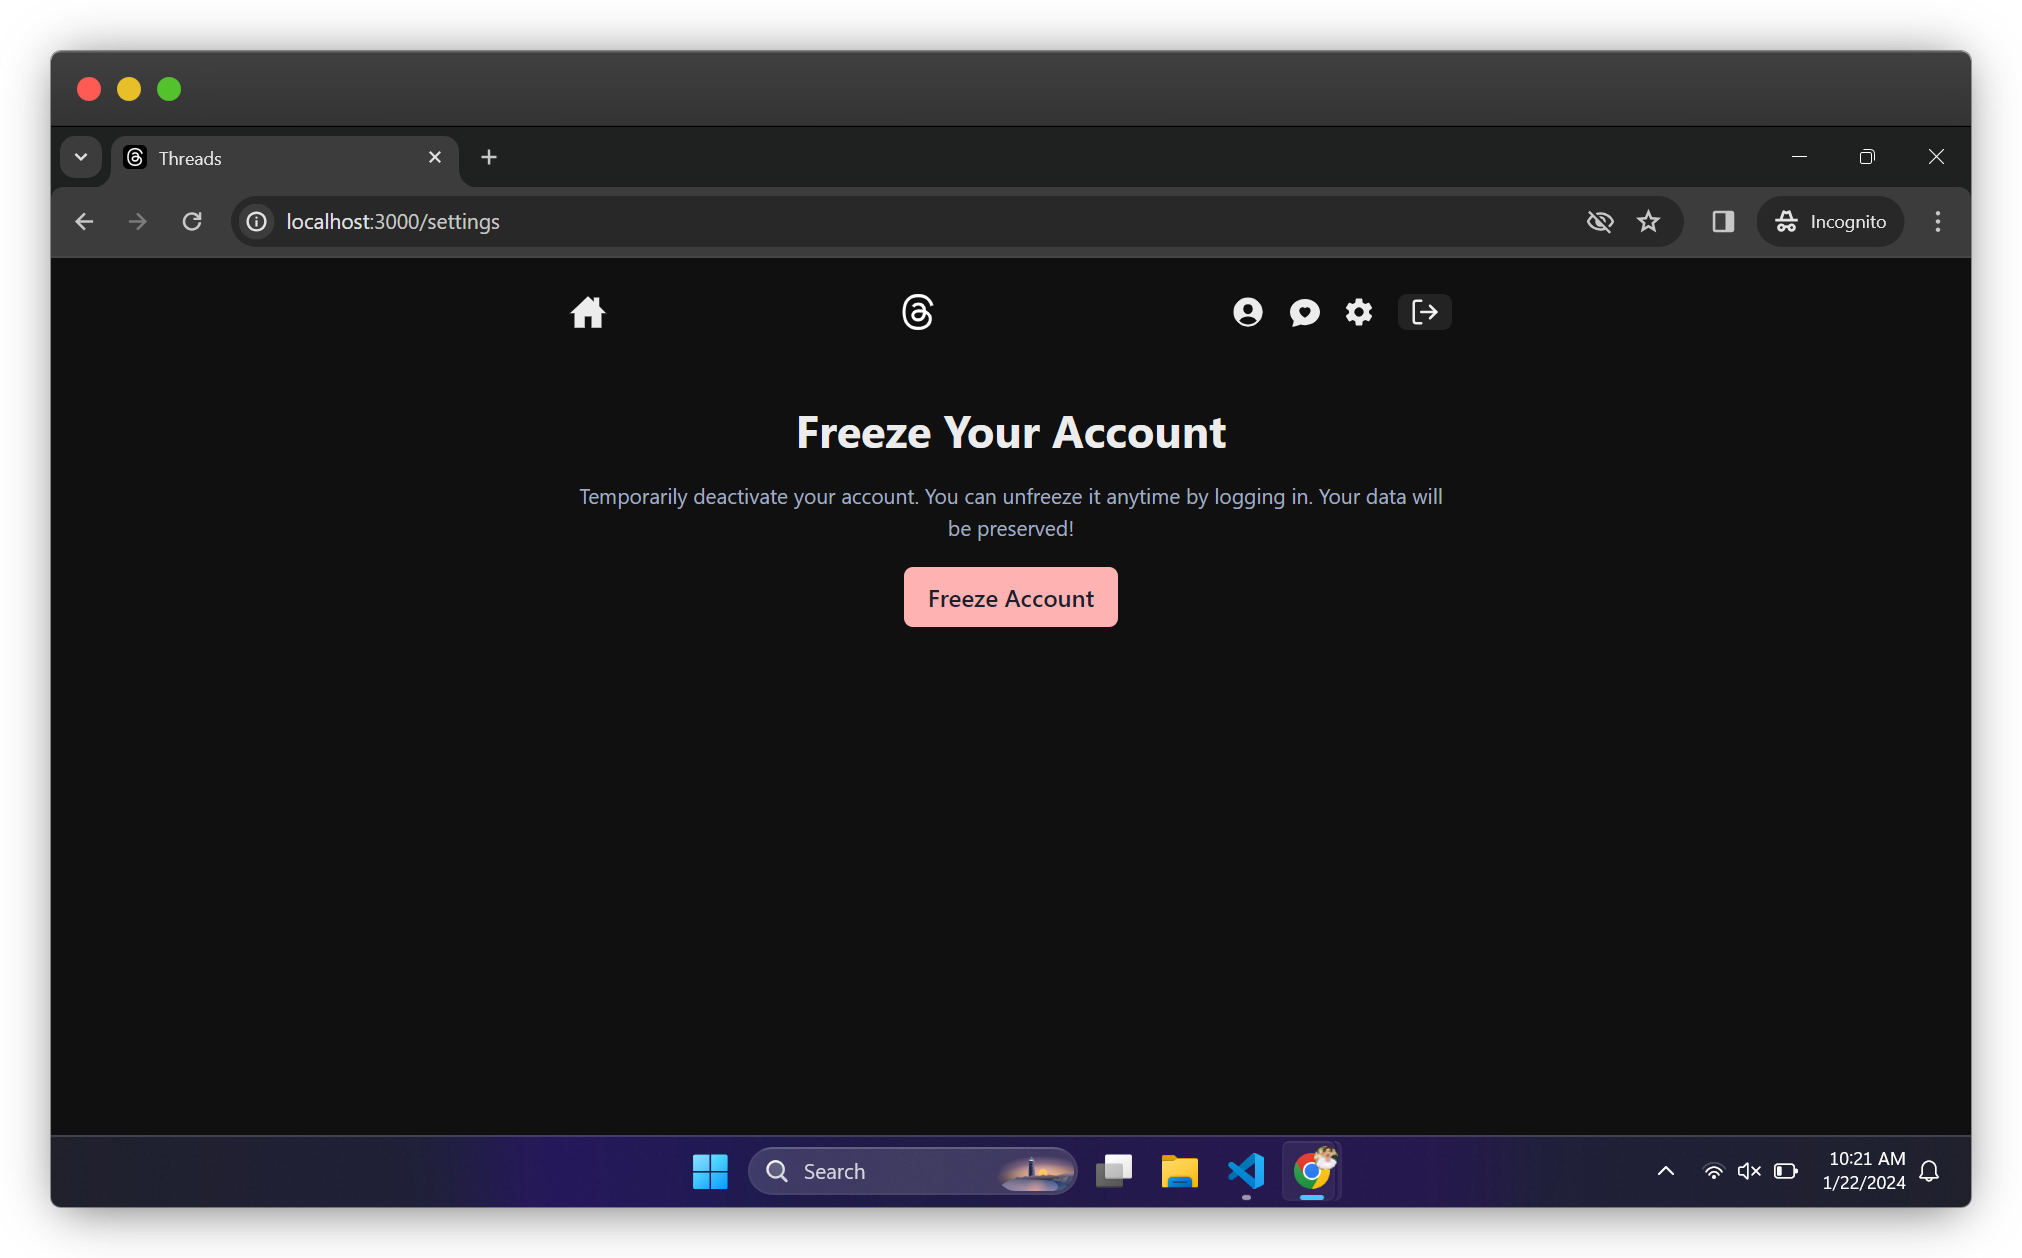 Threads
localhost:3000/settings
Incognito
Freeze Your Account
Temporarily deactivate your account. You can unfreeze it anytime by logging in. Your data will
be preserved!
Freeze Account
Search
10:21 AM
1/22/2024